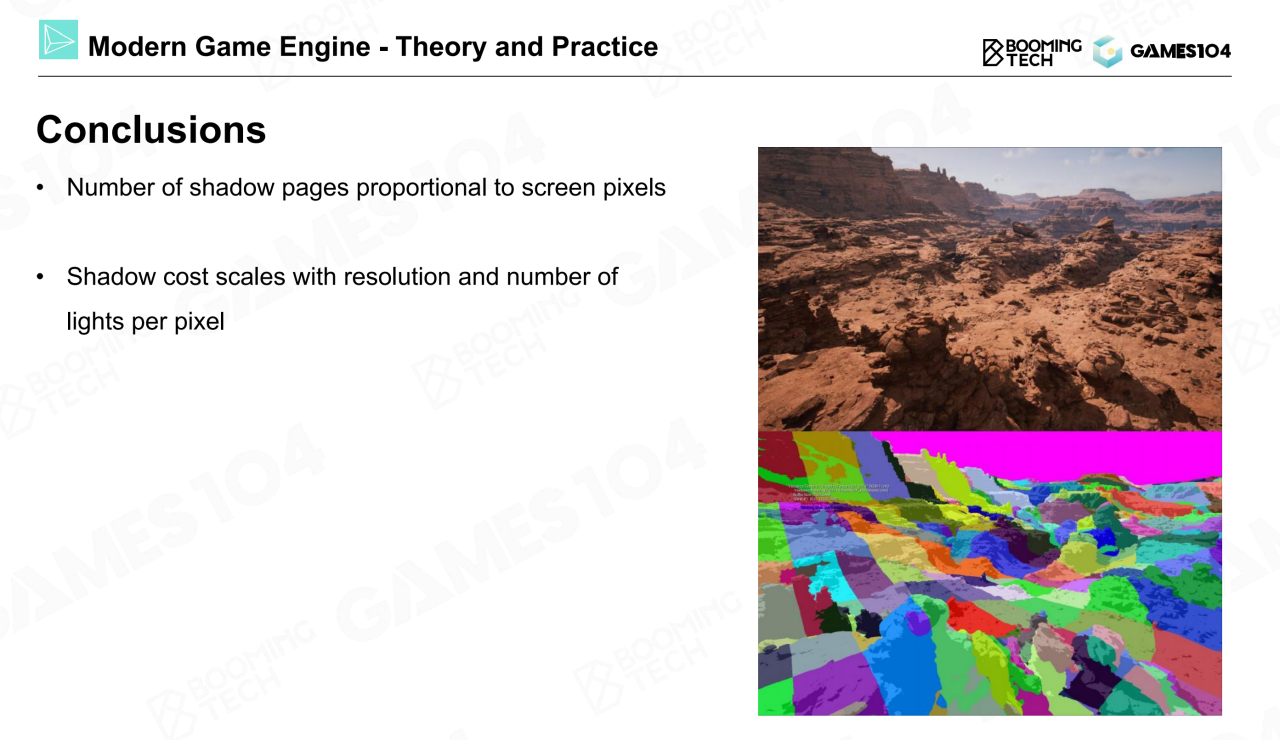 Modern Game Engine - Theory and Practice
BOOMING
TECH
GAMES104
Conclusions
• Number of shadow pages proportional to screen pixels
• Shadow cost scales with resolution and number of
lights per pixel